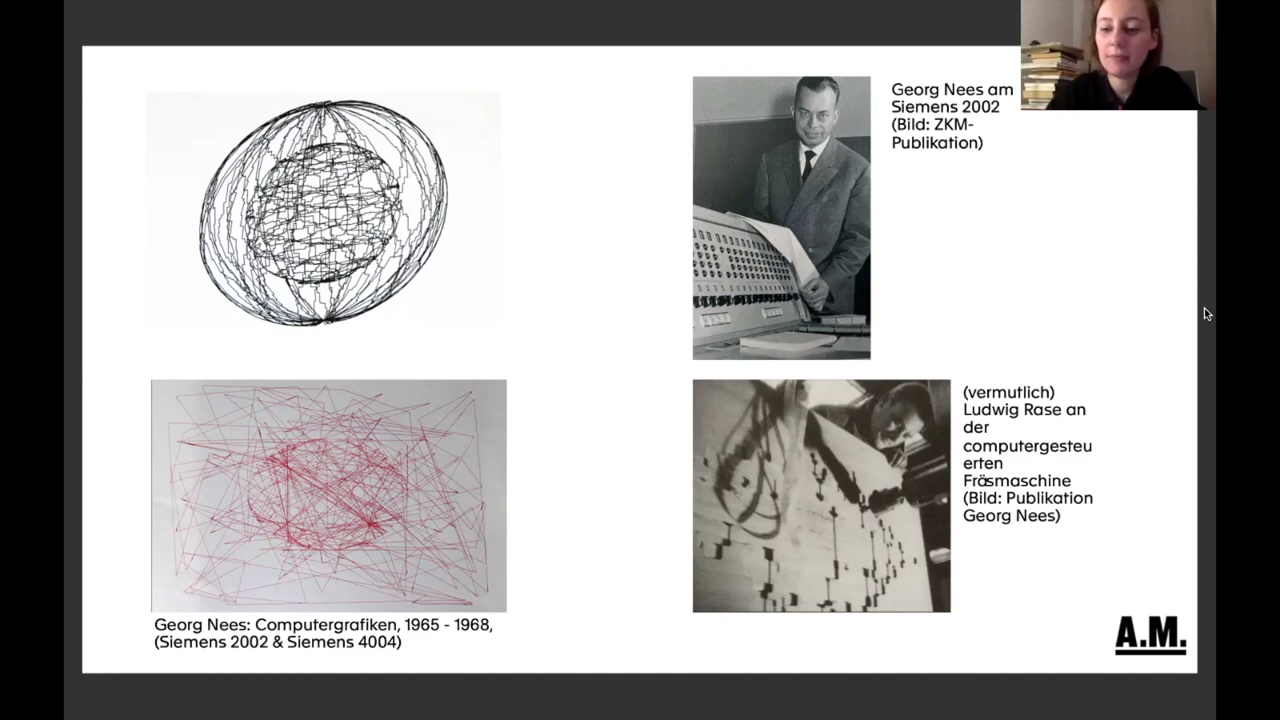 Georg Nees am
Siemens 2002
(Bild: ZKM-
Publikation)
(vermutlich)
Ludwig Rase an
der
computergesteu
erten
Fräsmaschine
(Bild: Publikation
Georg Nees)
Georg Nees: Computergrafiken, 1965 - 1968,
(Siemens 2002 & Siemens 4004)
A.M.